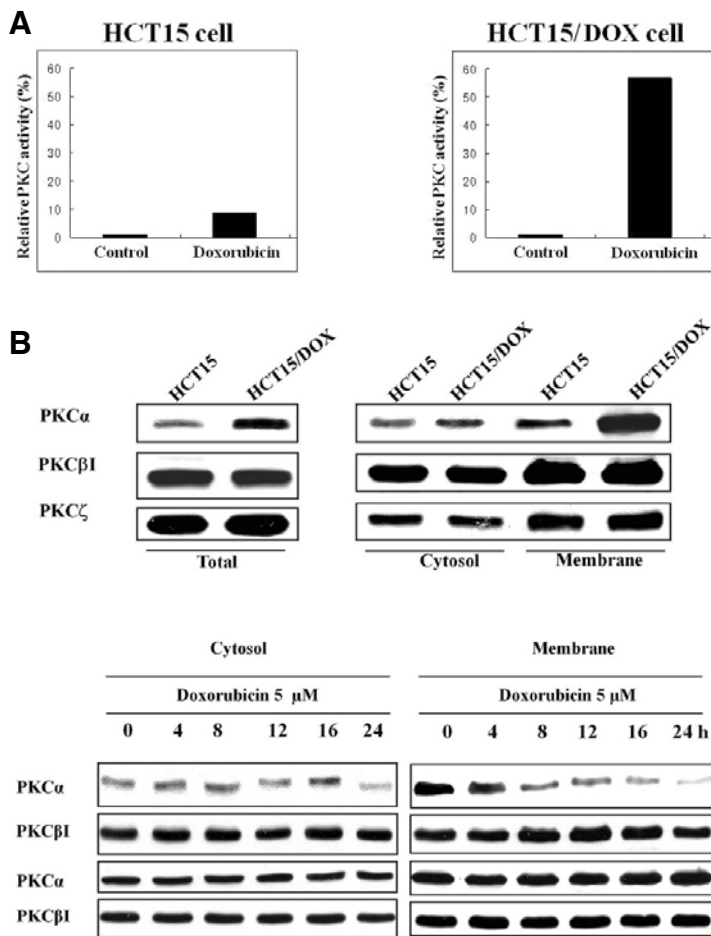 A
HCT15 cell
HCT15/DOX cell
Relative PKC activity (%)
60
50
40
30
20
10
0
Control Doxorubicin
Relative PKC activity (%)
60
50
40
30
20
10
0
Control Doxorubicin
B
HCT15 HCT15/DOX
HCT15 HCT15/DOX HCT15 HCT15/DOX
PKCα
PKCβI
PKCζ
Total
Cytosol Membrane
Cytosol Membrane
Doxorubicin 5 μM Doxorubicin 5 μM
0 4 8 12 16 24 0 4 8 12 16 24 h
PKCα
PKCβI
PKCα
PKCβI